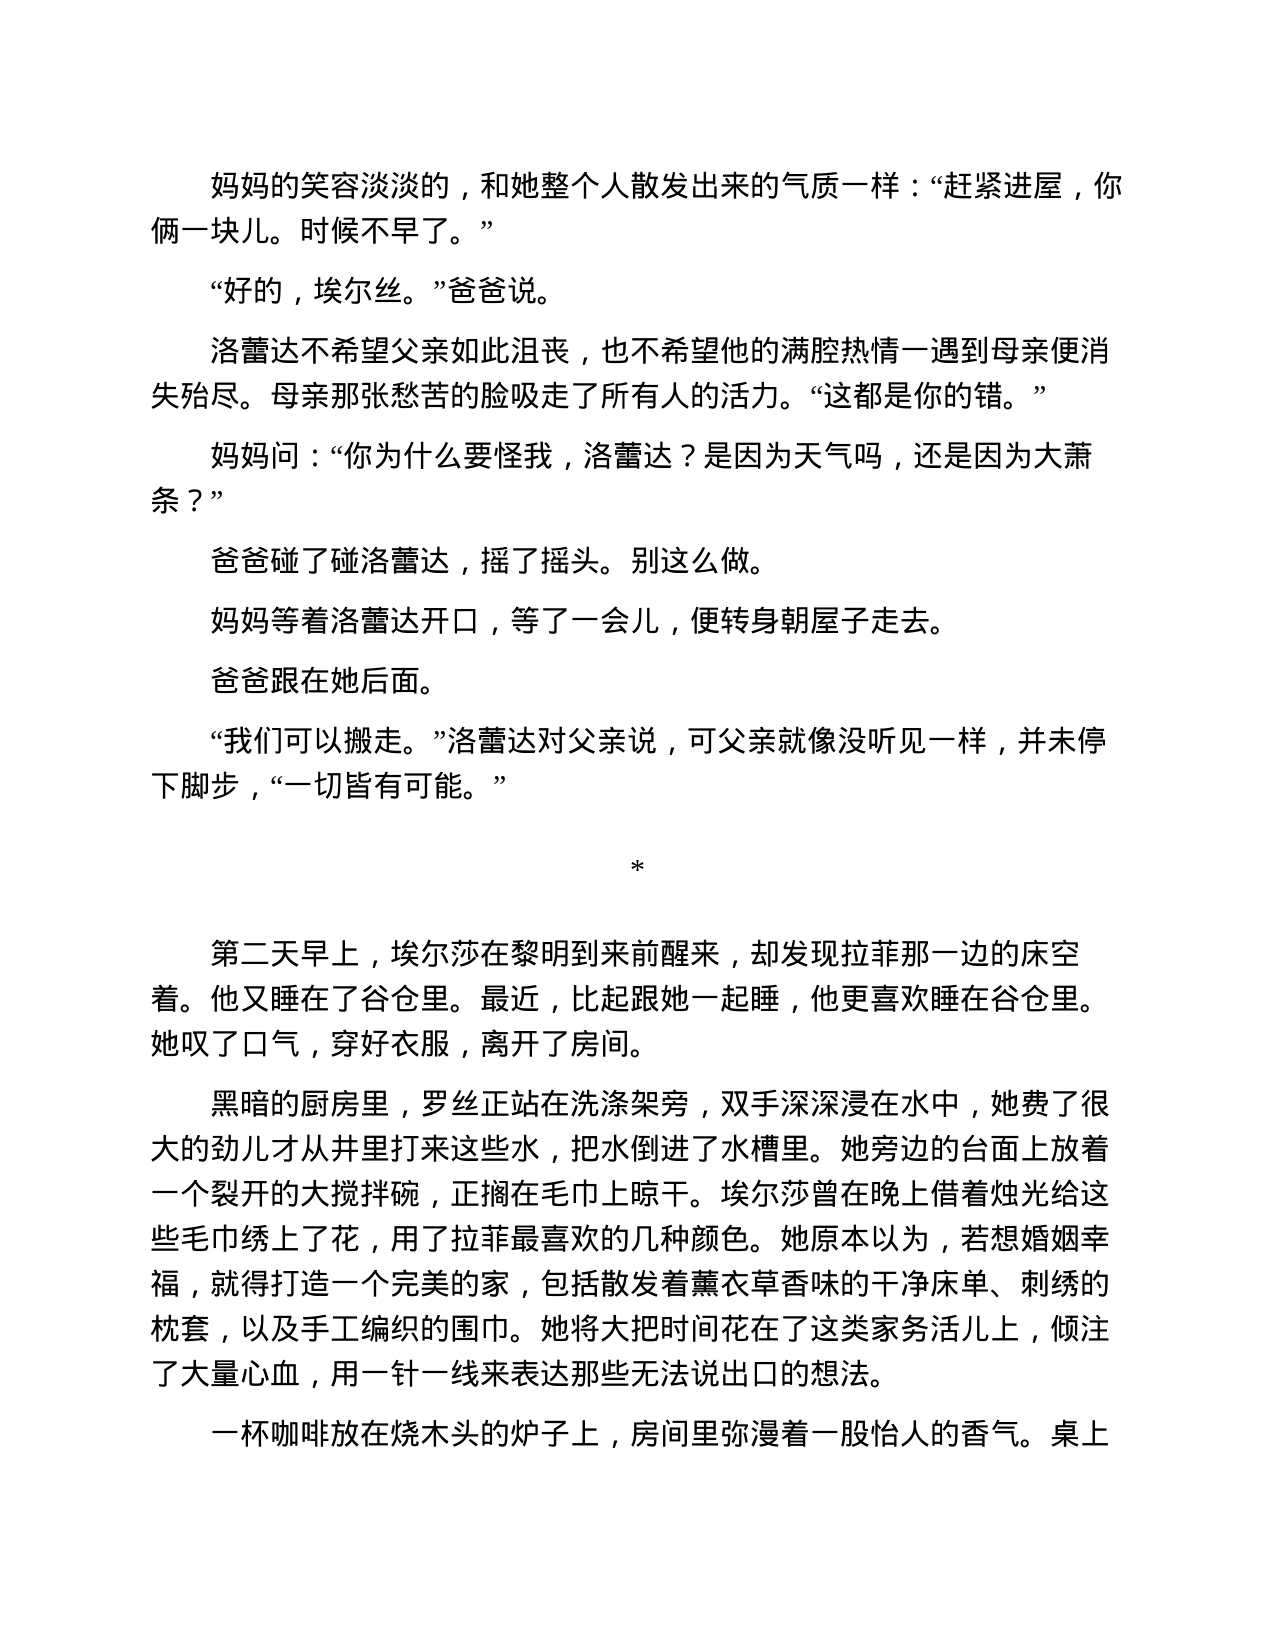 妈妈的笑容淡淡的，和她整个人散发出来的气质一样：“赶紧进屋，你
俩一块儿。时候不早了。”
“好的，埃尔丝。”爸爸说。
洛蕾达不希望父亲如此沮丧，也不希望他的满腔热情一遇到母亲便消
失殆尽。母亲那张愁苦的脸吸走了所有人的活力。“这都是你的错。”
妈妈问：“你为什么要怪我，洛蕾达？是因为天气吗，还是因为大萧
条？”
爸爸碰了碰洛蕾达，摇了摇头。别这么做。
妈妈等着洛蕾达开口，等了一会儿，便转身朝屋子走去。
爸爸跟在她后面。
“我们可以搬走。”洛蕾达对父亲说，可父亲就像没听见一样，并未停
下脚步，“一切皆有可能。”
*
第二天早上，埃尔莎在黎明到来前醒来，却发现拉菲那一边的床空
着。他又睡在了谷仓里。最近，比起跟她一起睡，他更喜欢睡在谷仓里。
她叹了口气，穿好衣服，离开了房间。
黑暗的厨房里，罗丝正站在洗涤架旁，双手深深浸在水中，她费了很
大的劲儿才从井里打来这些水，把水倒进了水槽里。她旁边的台面上放着
一个裂开的大搅拌碗，正搁在毛巾上晾干。埃尔莎曾在晚上借着烛光给这
些毛巾绣上了花，用了拉菲最喜欢的几种颜色。她原本以为，若想婚姻幸
福，就得打造一个完美的家，包括散发着薰衣草香味的干净床单、刺绣的
枕套，以及手工编织的围巾。她将大把时间花在了这类家务活儿上，倾注
了大量心血，用一针一线来表达那些无法说出口的想法。
一杯咖啡放在烧木头的炉子上，房间里弥漫着一股怡人的香气。桌上